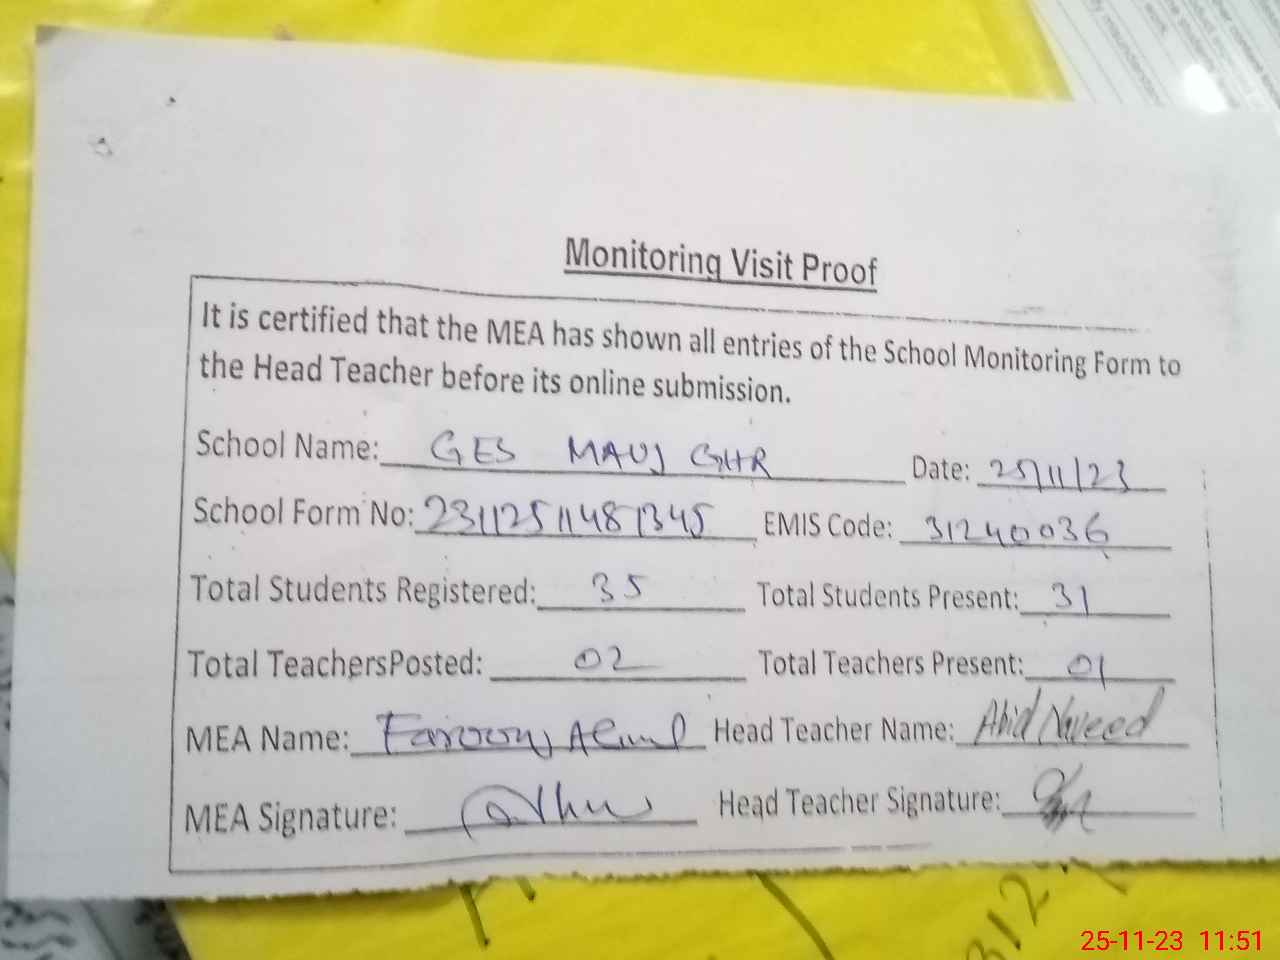 Monitoring Visit Proof
It is certified that the MEA has shown all entries of the School Monitoring Form to
the Head Teacher before its online submission.
School Name: GES MAUJ GHR Date: 25/11/23
School Form No: 23112511481345 EMIS Code: 31240036
Total Students Registered: 35 Total Students Present: 31
Total TeachersPosted: 02 Total Teachers Present: 01
MEA Name: Farooq Ahmed Head Teacher Name: Abid Naveed
MEA Signature: Head Teacher Signature:
312
25-11-23 11:51